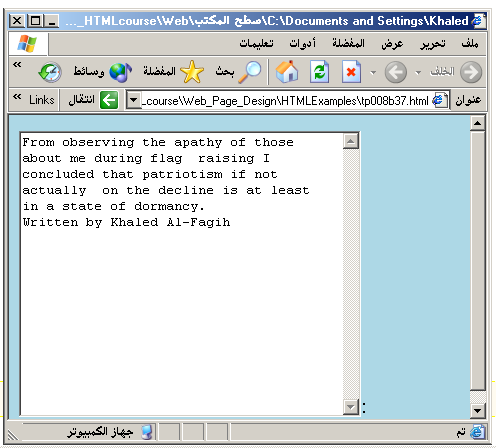 C:\Documents and Settings\Khaled\صطح المكتب\HTMLcourse\Web_...
ملف تحرير عرض المفضلة أدوات تعليمات
الخلف بحث المفضلة وسائط »
عنوان _course\Web_Page_Design\HTMLExamples\tp008b37.html انتقال Links »
From observing the apathy of those
about me during flag  raising I
concluded that patriotism if not
actually  on the decline is at least
in a state of dormancy.
Written by Khaled Al-Fagih
:
تم جهاز الكمبيوتر